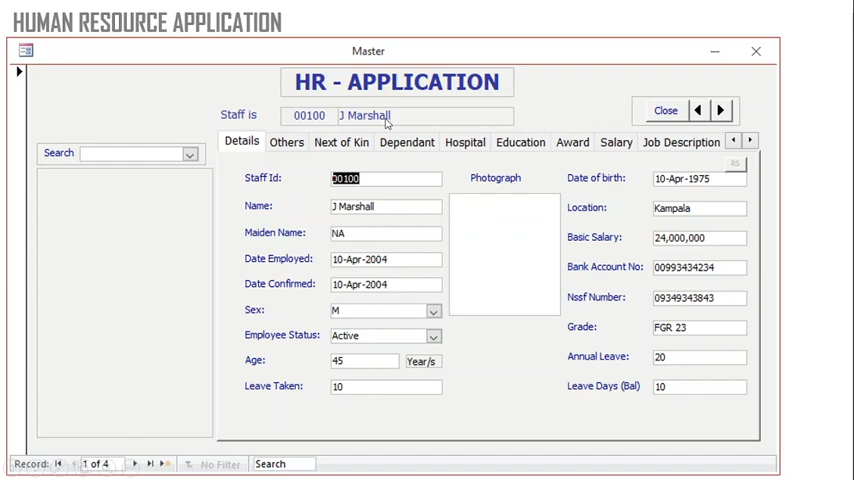 HUMAN RESOURCE APPLICATION
Master
HR - APPLICATION
Staff is 00100 J Marshall
Close
Details Others Next of Kin Dependant Hospital Education Award Salary Job Description
Search
RS
Staff Id: 00100
Photograph
Date of birth: 10-Apr-1975
Name: J Marshall
Location: Kampala
Maiden Name: NA
Basic Salary: 24,000,000
Date Employed: 10-Apr-2004
Bank Account No: 00993434234
Date Confirmed: 10-Apr-2004
Nssf Number: 09349343843
Sex: M
Grade: FGR 23
Employee Status: Active
Age: 45 Year/s
Annual Leave: 20
Leave Taken: 10
Leave Days (Bal) 10
Record: 1 of 4 No Filter Search